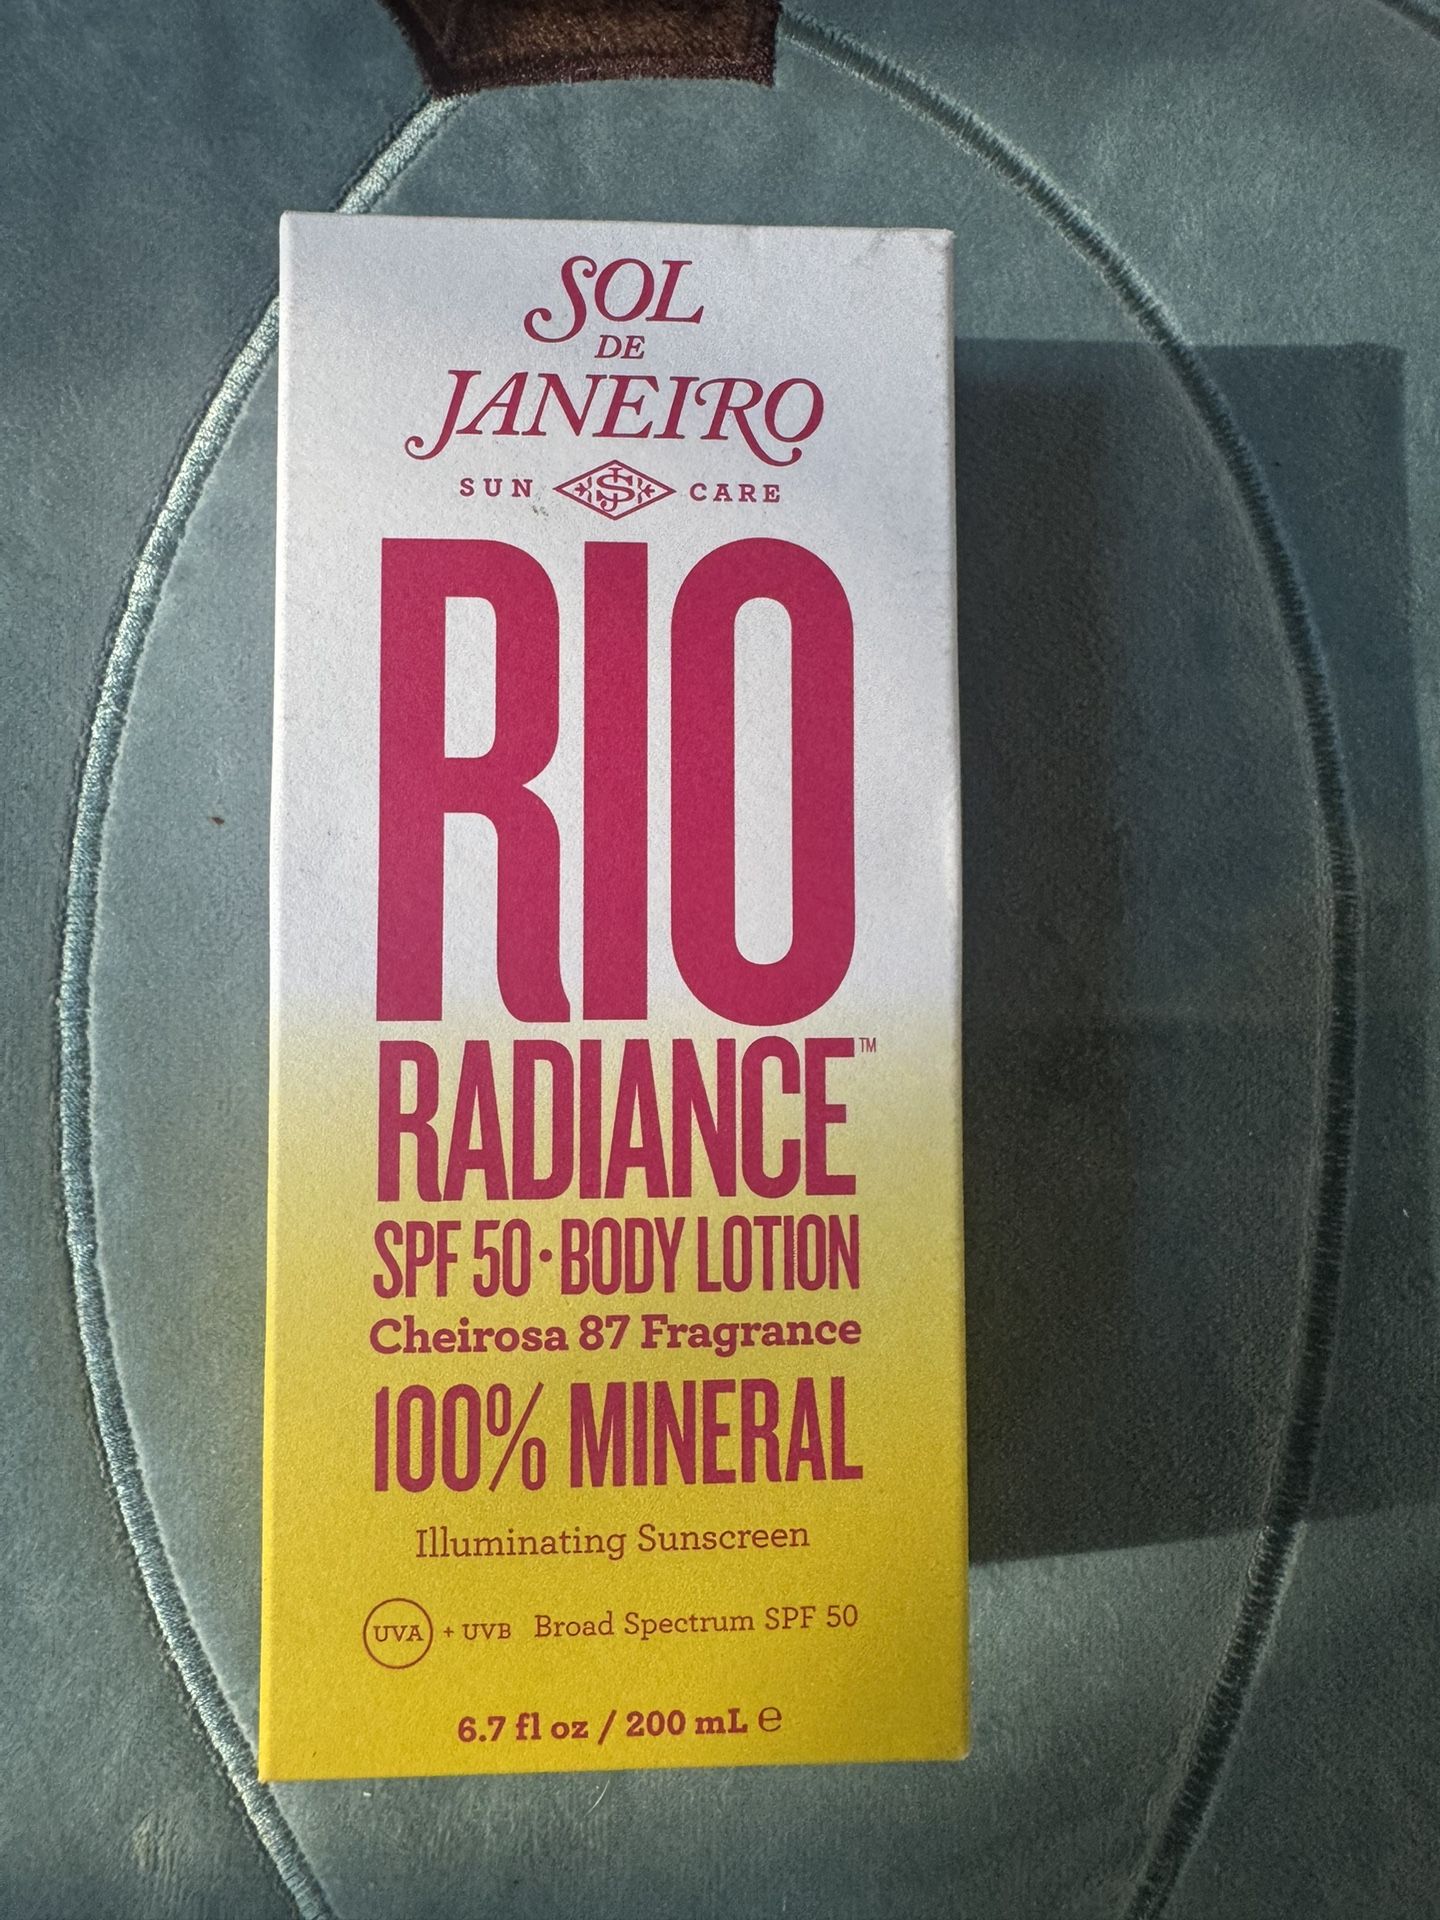 SOL
DE
JANEIRO
SUN SJ CARE
RIO
RADIANCE™
SPF 50 · BODY LOTION
Cheirosa 87 Fragrance
100% MINERAL
Illuminating Sunscreen
UVA + UVB Broad Spectrum SPF 50
6.7 fl oz / 200 mL ℮